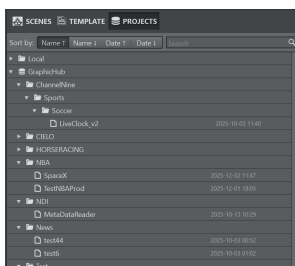 SCENES TEMPLATE PROJECTS
Sort by: Name↑ Name↓ Date↑ Date↓ Search
Local
GraphicHub
ChannelNine
Sports
Soccer
LiveClock_v2 2025-10-03 11:40
CIELO
HORSERACING
NBA
SpaceX 2025-12-02 11:47
TestNBAProd 2025-12-01 18:03
NDI
MetaDataReader 2025-10-13 10:29
News
test44 2025-10-03 00:52
test6 2025-10-03 01:02